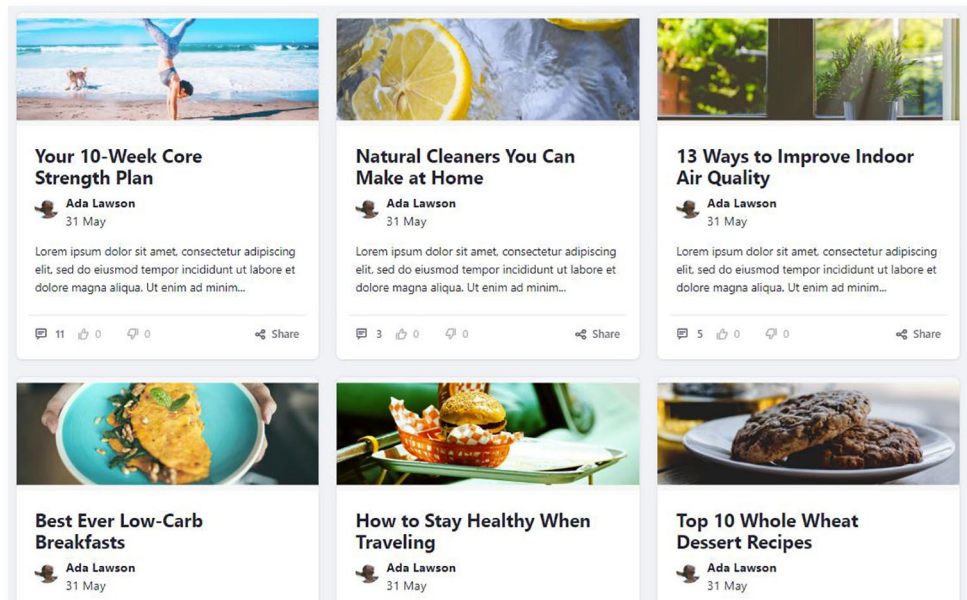 Your 10-Week Core
Strength Plan
Ada Lawson
31 May
Lorem ipsum dolor sit amet, consectetur adipiscing
elit, sed do eiusmod tempor incididunt ut labore et
dolore magna aliqua. Ut enim ad minim...
11 0 0 Share
Natural Cleaners You Can
Make at Home
Ada Lawson
31 May
Lorem ipsum dolor sit amet, consectetur adipiscing
elit, sed do eiusmod tempor incididunt ut labore et
dolore magna aliqua. Ut enim ad minim...
3 0 0 Share
13 Ways to Improve Indoor
Air Quality
Ada Lawson
31 May
Lorem ipsum dolor sit amet, consectetur adipiscing
elit, sed do eiusmod tempor incididunt ut labore et
dolore magna aliqua. Ut enim ad minim...
5 0 0 Share
Best Ever Low-Carb
Breakfasts
Ada Lawson
31 May
How to Stay Healthy When
Traveling
Ada Lawson
31 May
Top 10 Whole Wheat
Dessert Recipes
Ada Lawson
31 May